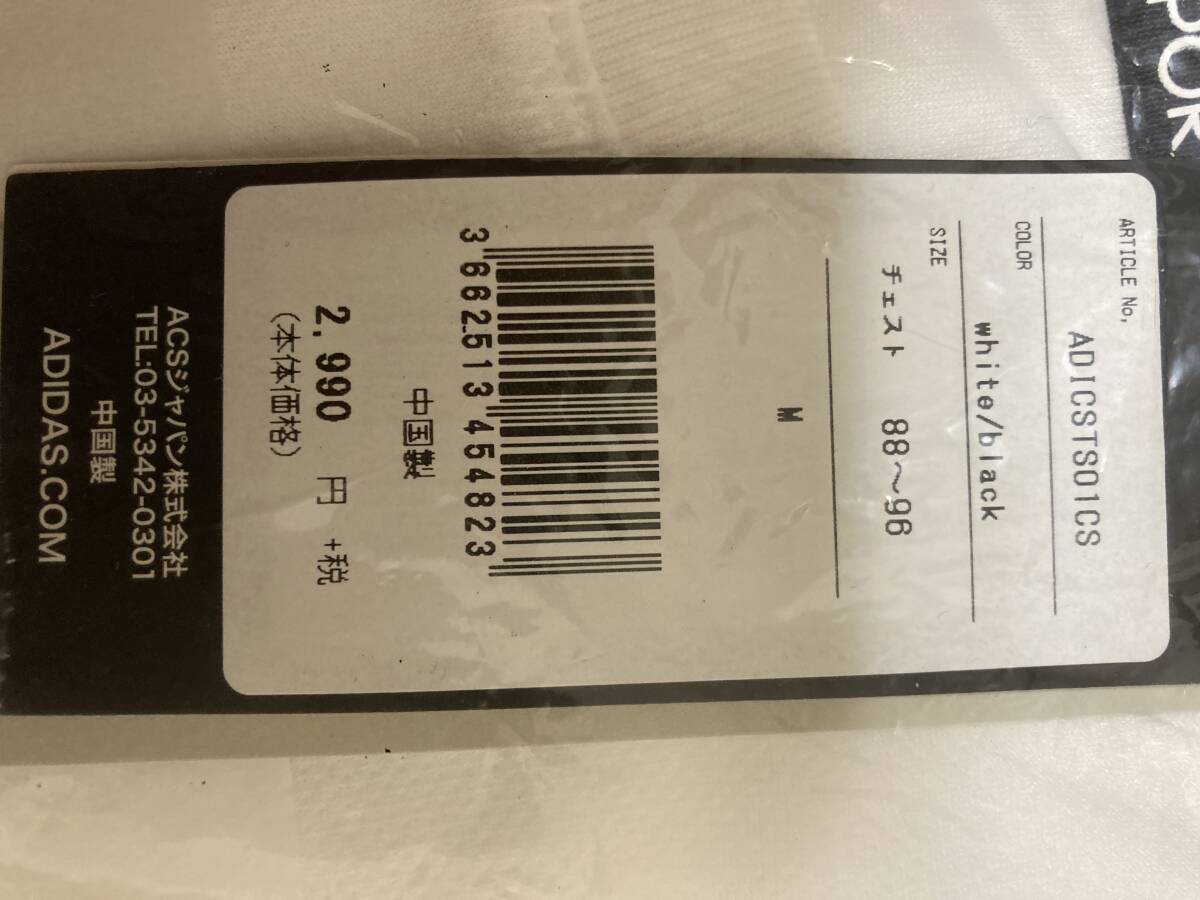 POR
ARTICLE No,
ADICSTS01CS
COLOR
white/black
SIZE
チェスト 88〜96
M
3 662513 454823
中国製
2,990 円 +税
(本体価格)
ACSジャパン株式会社
TEL:03-5342-0301
中国製
ADIDAS.COM